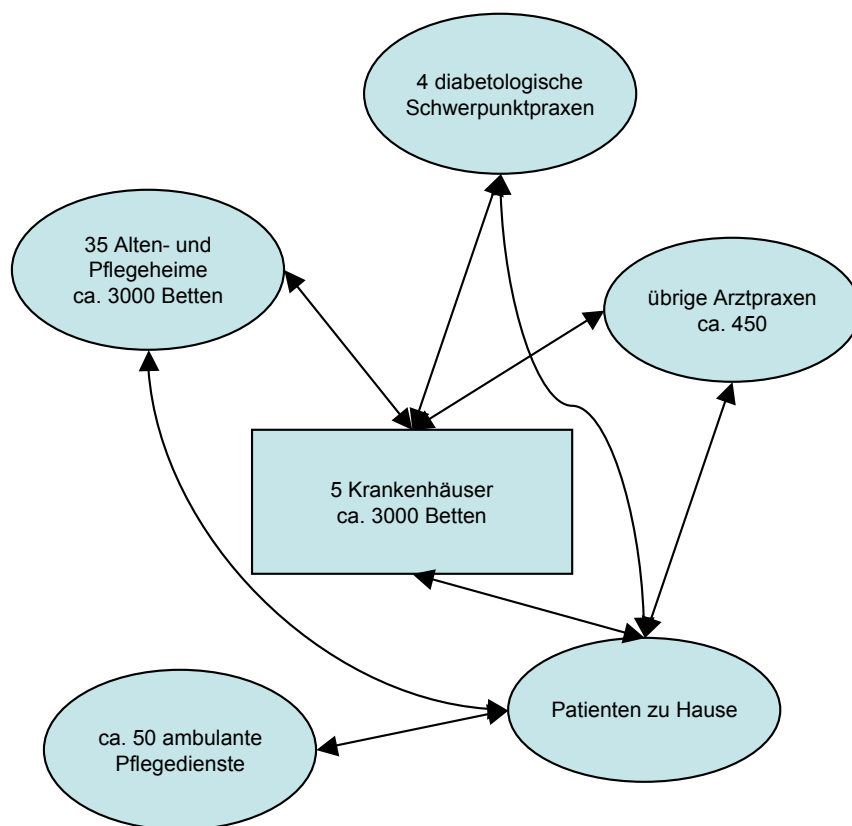 4 diabetologische
Schwerpunktpraxen
35 Alten- und
Pflegeheime
ca. 3000 Betten
übrige Arztpraxen
ca. 450
5 Krankenhäuser
ca. 3000 Betten
Patienten zu Hause
ca. 50 ambulante
Pflegedienste